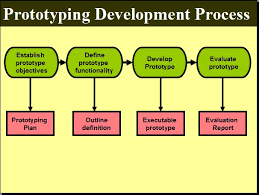 Prototyping Development Process
Establish
prototype
objectives
Define
prototype
functionality
Develop
Prototype
Evaluate
prototype
Prototyping
Plan
Outline
definition
Executable
prototype
Evaluation
Report